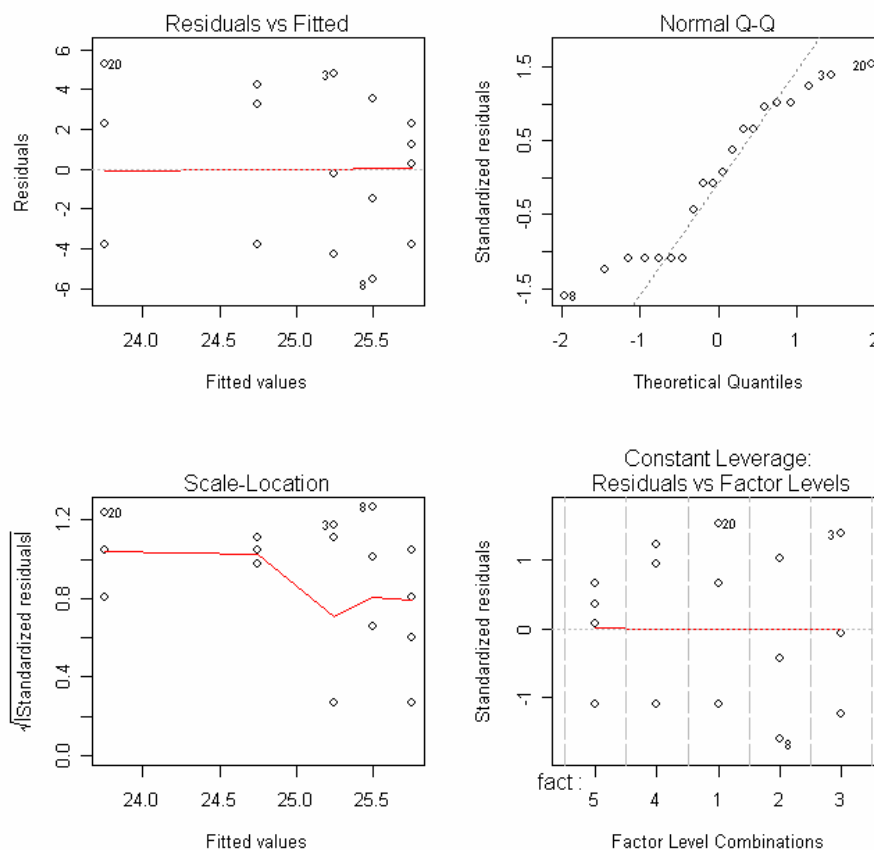 Residuals vs Fitted
Residuals
6
4
2
0
-2
-4
-6
20
3
8
24.0 24.5 25.0 25.5
Fitted values
Normal Q-Q
Standardized residuals
1.5
0.5
-0.5
-1.5
3
20
8
-2 -1 0 1 2
Theoretical Quantiles
Scale-Location
√|Standardized residuals|
1.2
0.8
0.4
0.0
20
3
8
24.0 24.5 25.0 25.5
Fitted values
Constant Leverage:
Residuals vs Factor Levels
Standardized residuals
1
0
-1
20
3
8
fact :
5 4 1 2 3
Factor Level Combinations